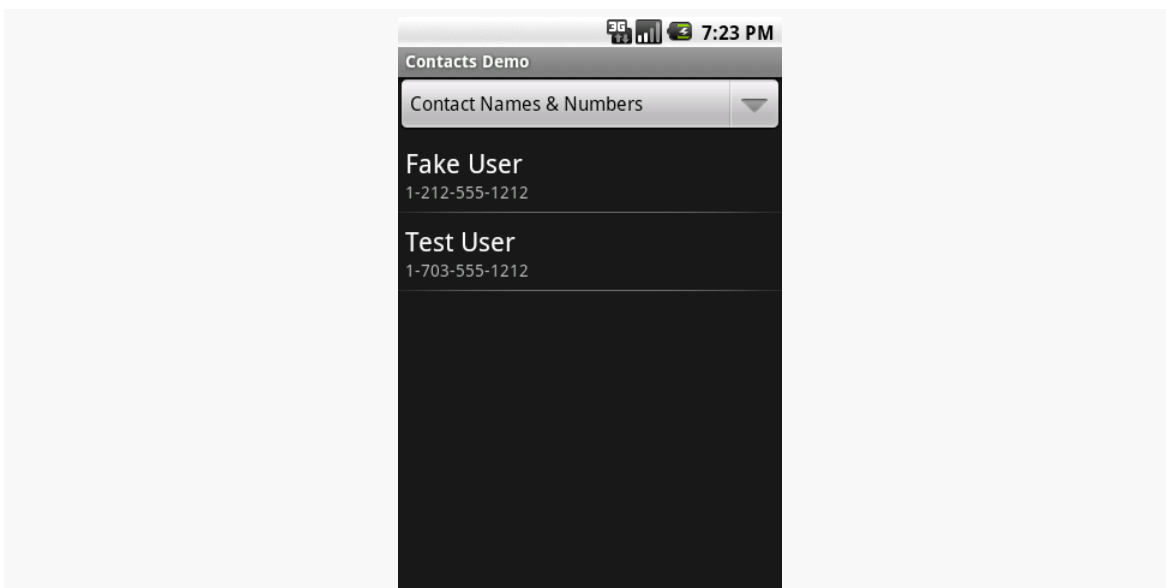 3G 7:23 PM
Contacts Demo
Contact Names & Numbers
Fake User
1-212-555-1212
Test User
1-703-555-1212